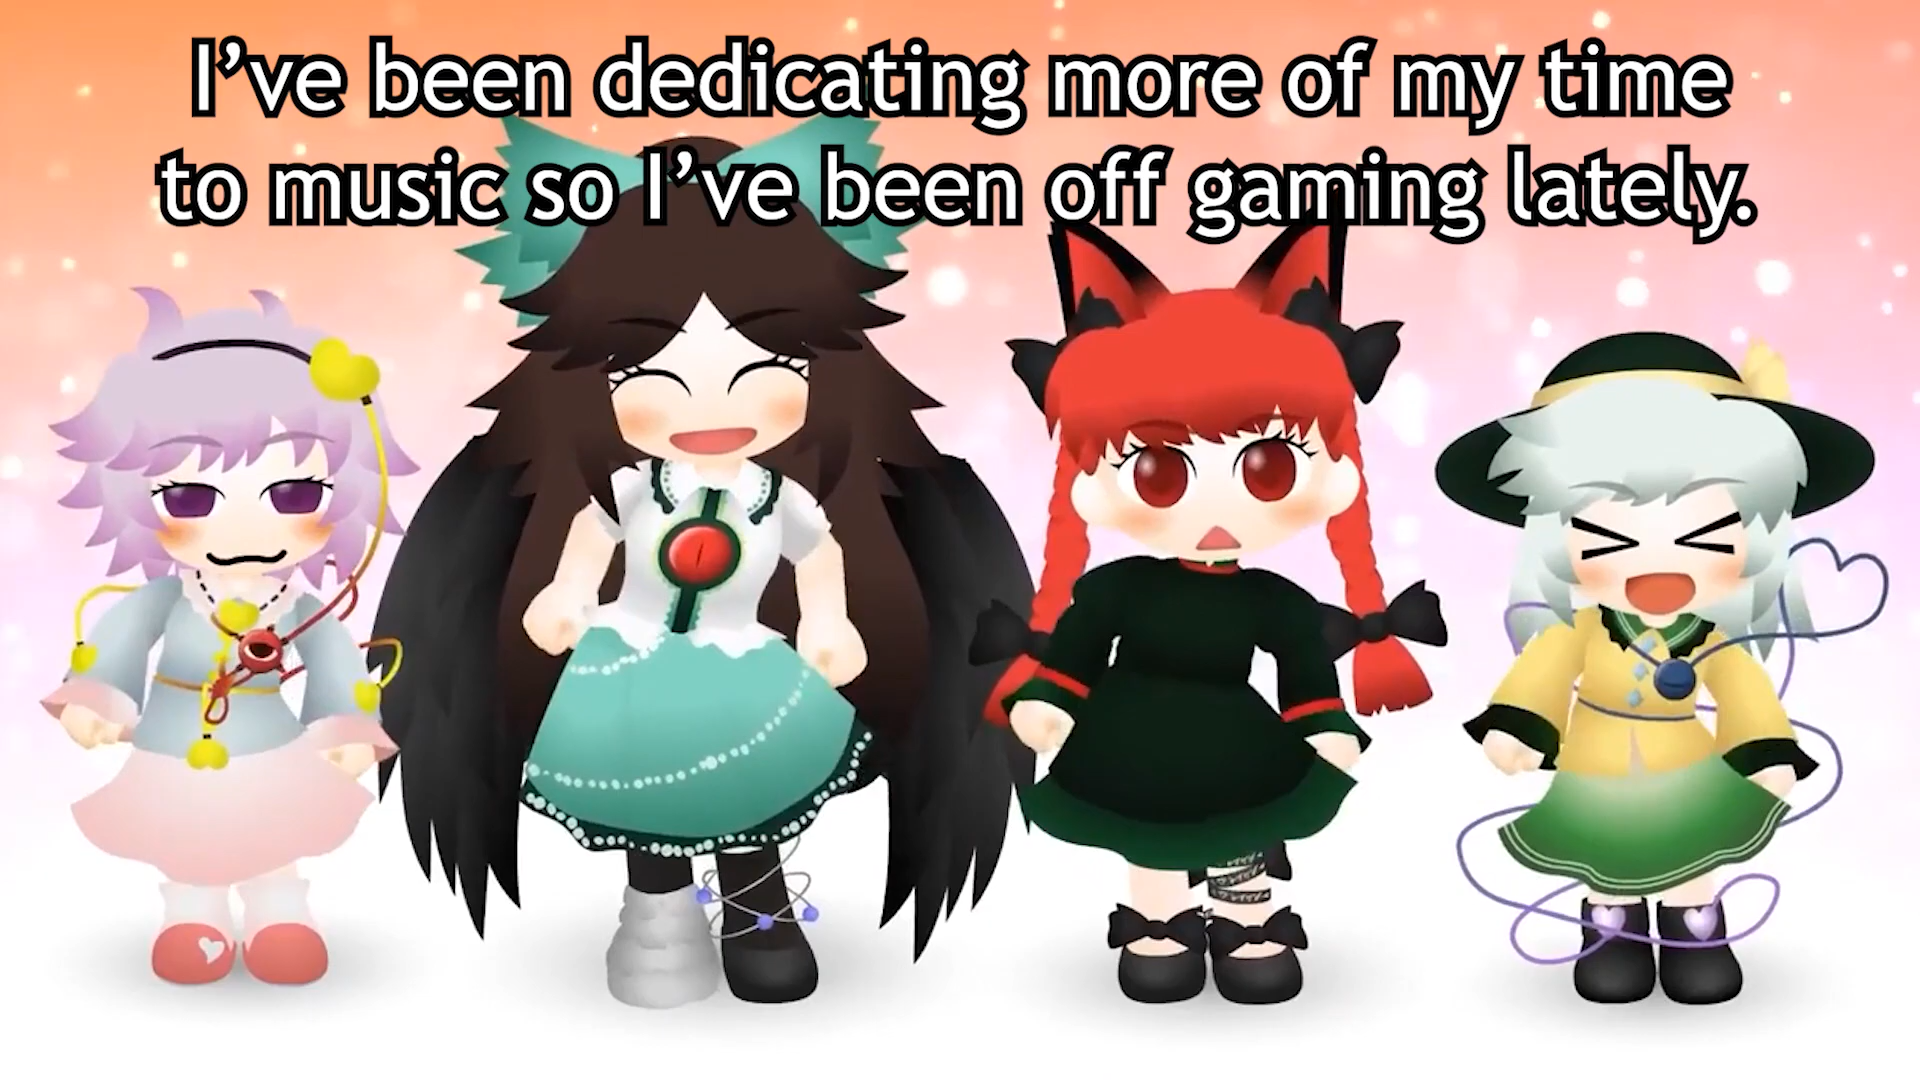 I’ve been dedicating more of my time
to music so I’ve been off gaming lately.